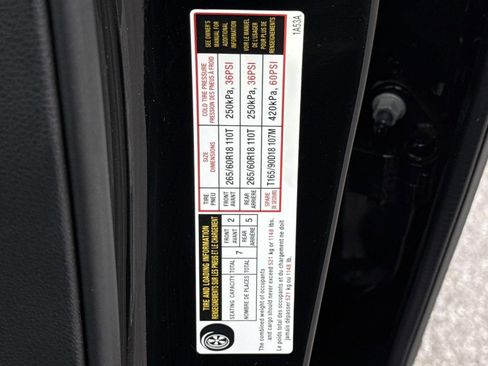 TIRE AND LOADING INFORMATION
RENSEIGNEMENTS SUR LES PNEUS ET LE CHARGEMENT
SEATING CAPACITY TOTAL 7 FRONT 2 REAR 5
NOMBRE DE PLACES TOTAL AVANT ARRIÈRE
The combined weight of occupants
and cargo should never exceed 521 kg or 1148 lb.
Le poids total des occupants et du chargement ne doit
jamais dépasser 521 kg ou 1148 lb.
TIRE SIZE COLD TIRE PRESSURE
PNEU DIMENSIONS PRESSION DES PNEUS À FROID
FRONT 265/60R18 110T 250kPa, 36PSI
AVANT
REAR 265/60R18 110T 250kPa, 36PSI
ARRIÈRE
SPARE T165/90D18 107M 420kPa, 60PSI
DE SECOURS
SEE OWNER'S
MANUAL FOR
ADDITIONAL
INFORMATION
VOIR LE MANUEL
DE L'USAGER
POUR PLUS DE
RENSEIGNEMENTS
1A53A